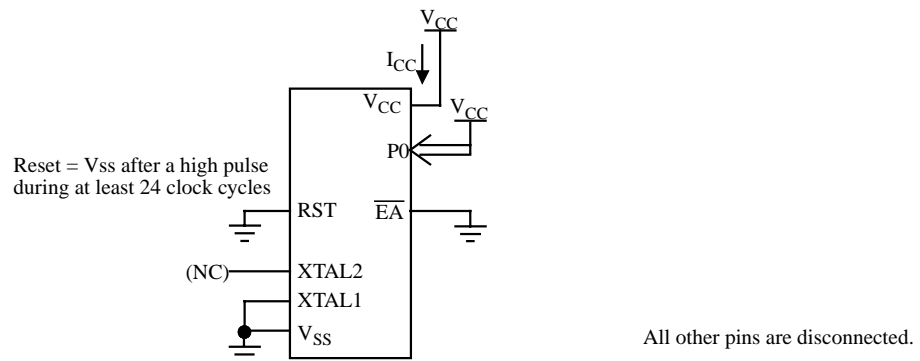 VCC
ICC
VCC
VCC
P0
Reset = Vss after a high pulse
during at least 24 clock cycles
RST
EA
(NC)
XTAL2
XTAL1
VSS
All other pins are disconnected.